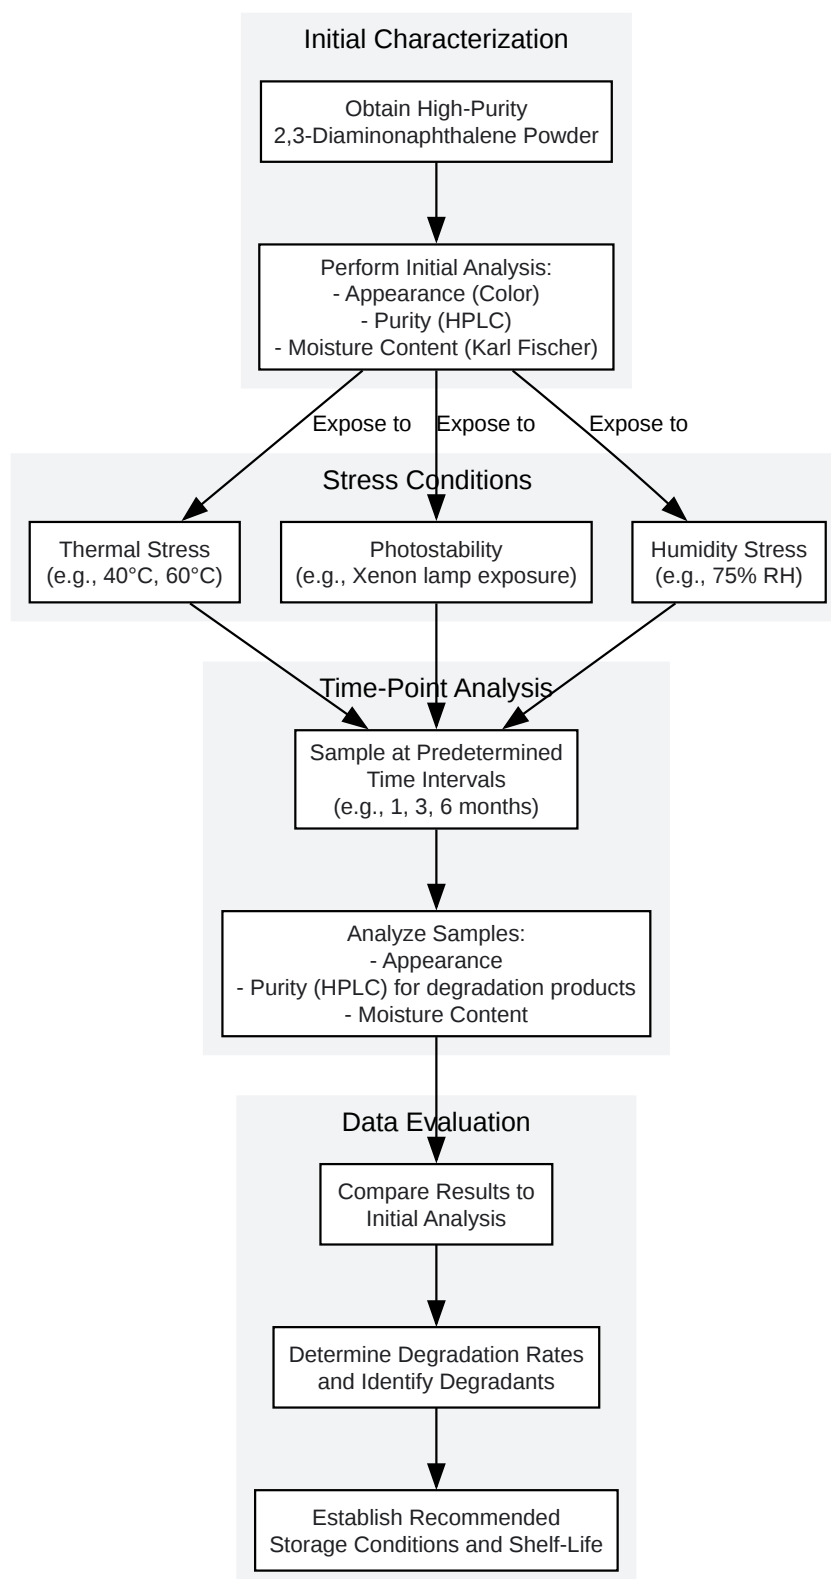 Initial Characterization
Obtain High-Purity
2,3-Diaminonaphthalene Powder
Perform Initial Analysis:
- Appearance (Color)
- Purity (HPLC)
- Moisture Content (Karl Fischer)
Expose to
Expose to
Expose to
Stress Conditions
Thermal Stress
(e.g., 40°C, 60°C)
Photostability
(e.g., Xenon lamp exposure)
Humidity Stress
(e.g., 75% RH)
Time-Point Analysis
Sample at Predetermined
Time Intervals
(e.g., 1, 3, 6 months)
Analyze Samples:
- Appearance
- Purity (HPLC) for degradation products
- Moisture Content
Data Evaluation
Compare Results to
Initial Analysis
Determine Degradation Rates
and Identify Degradants
Establish Recommended
Storage Conditions and Shelf-Life